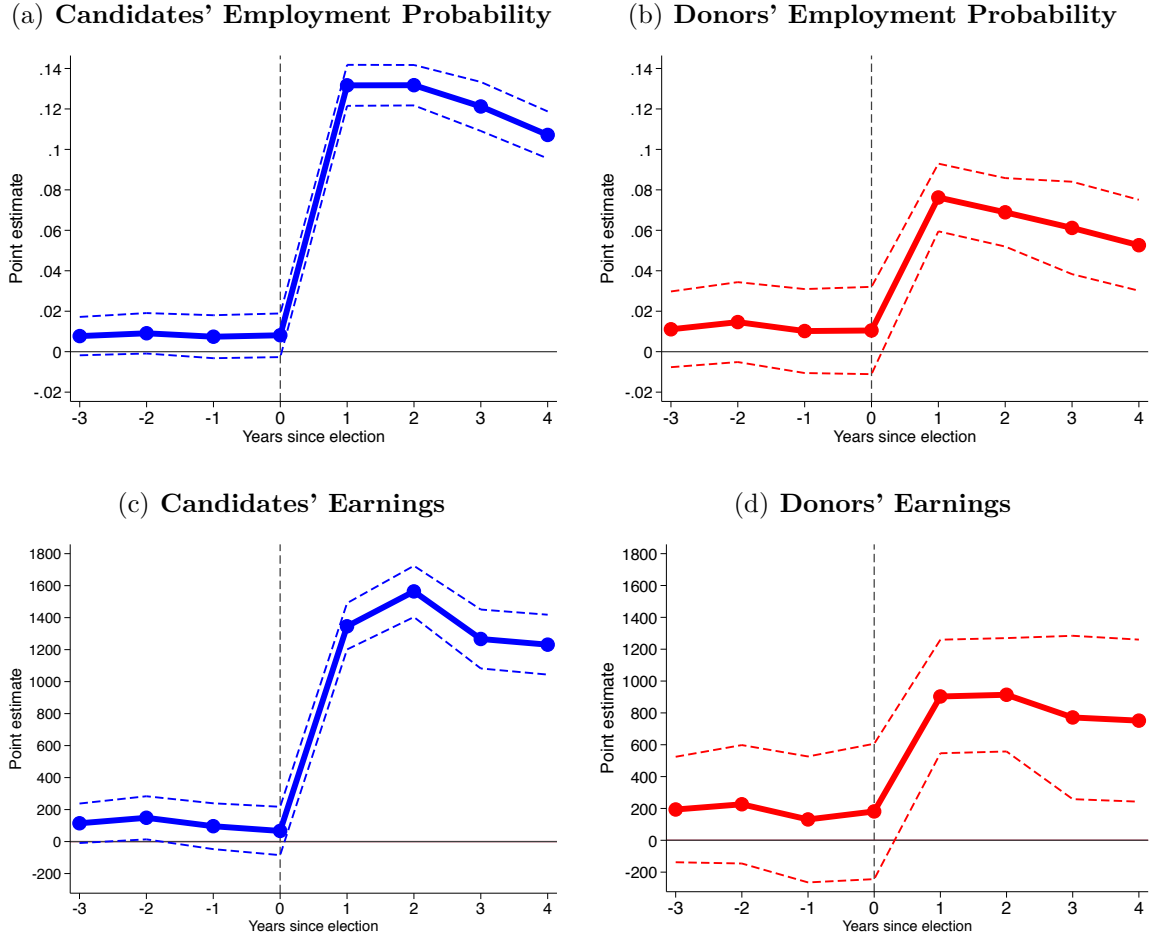 (a) Candidates' Employment Probability
.14
.12
.1
.08
.06
.04
.02
0
-.02
Point estimate
-3 -2 -1 0 1 2 3 4
Years since election
(b) Donors' Employment Probability
.14
.12
.1
.08
.06
.04
.02
0
-.02
Point estimate
-3 -2 -1 0 1 2 3 4
Years since election
(c) Candidates' Earnings
1800
1600
1400
1200
1000
800
600
400
200
0
-200
Point estimate
-3 -2 -1 0 1 2 3 4
Years since election
(d) Donors' Earnings
1800
1600
1400
1200
1000
800
600
400
200
0
-200
Point estimate
-3 -2 -1 0 1 2 3 4
Years since election